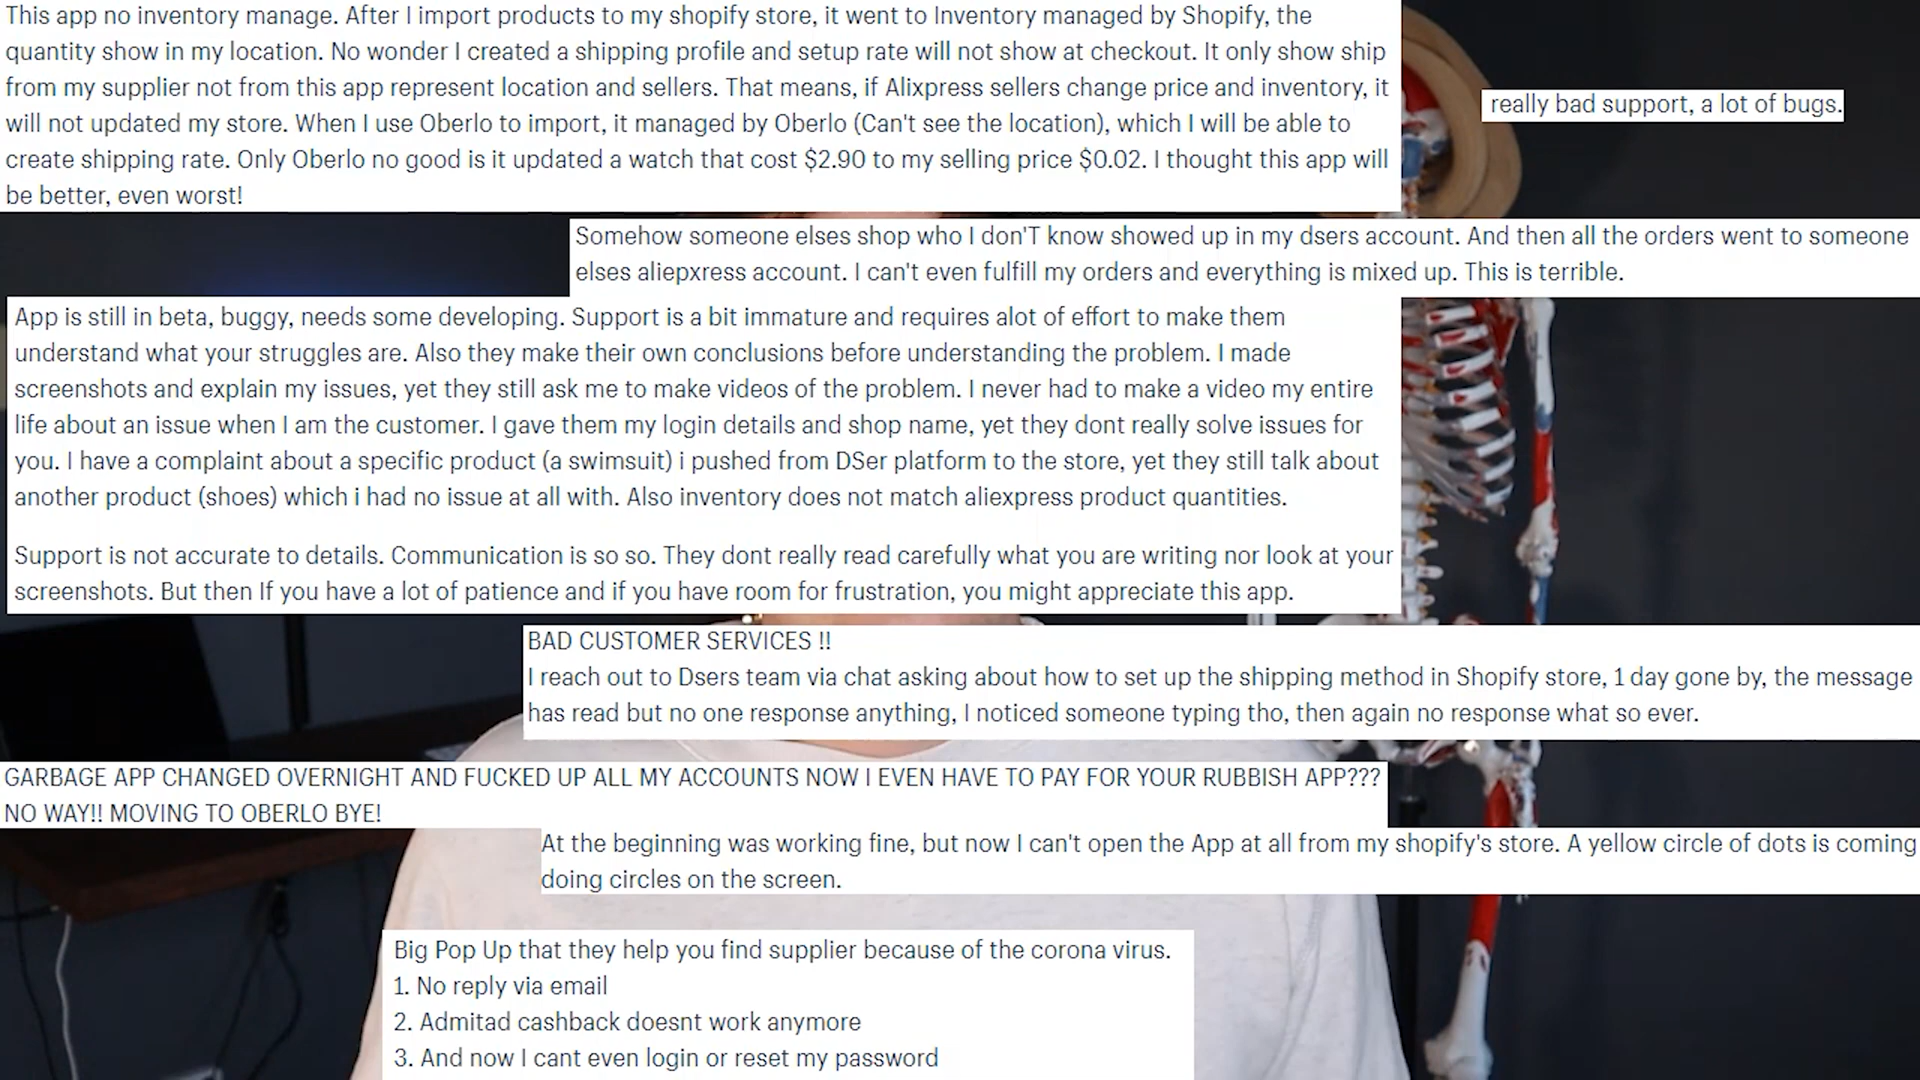 This app no inventory manage. After I import products to my shopify store, it went to Inventory managed by Shopify, the
quantity show in my location. No wonder I created a shipping profile and setup rate will not show at checkout. It only show ship
from my supplier not from this app represent location and sellers. That means, if Alixpress sellers change price and inventory, it
will not updated my store. When I use Oberlo to import, it managed by Oberlo (Can't see the location), which I will be able to
create shipping rate. Only Oberlo no good is it updated a watch that cost $2.90 to my selling price $0.02. I thought this app will
be better, even worst!
really bad support, a lot of bugs.
Somehow someone elses shop who I don'T know showed up in my dsers account. And then all the orders went to someone
elses aliepxress account. I can't even fulfill my orders and everything is mixed up. This is terrible.
App is still in beta, buggy, needs some developing. Support is a bit immature and requires alot of effort to make them
understand what your struggles are. Also they make their own conclusions before understanding the problem. I made
screenshots and explain my issues, yet they still ask me to make videos of the problem. I never had to make a video my entire
life about an issue when I am the customer. I gave them my login details and shop name, yet they dont really solve issues for
you. I have a complaint about a specific product (a swimsuit) i pushed from DSer platform to the store, yet they still talk about
another product (shoes) which i had no issue at all with. Also inventory does not match aliexpress product quantities.
Support is not accurate to details. Communication is so so. They dont really read carefully what you are writing nor look at your
screenshots. But then If you have a lot of patience and if you have room for frustration, you might appreciate this app.
BAD CUSTOMER SERVICES !!
I reach out to Dsers team via chat asking about how to set up the shipping method in Shopify store, 1 day gone by, the message
has read but no one response anything, I noticed someone typing tho, then again no response what so ever.
GARBAGE APP CHANGED OVERNIGHT AND FUCKED UP ALL MY ACCOUNTS NOW I EVEN HAVE TO PAY FOR YOUR RUBBISH APP???
NO WAY!! MOVING TO OBERLO BYE!
At the beginning was working fine, but now I can't open the App at all from my shopify's store. A yellow circle of dots is coming
doing circles on the screen.
Big Pop Up that they help you find supplier because of the corona virus.
1. No reply via email
2. Admitad cashback doesnt work anymore
3. And now I cant even login or reset my password